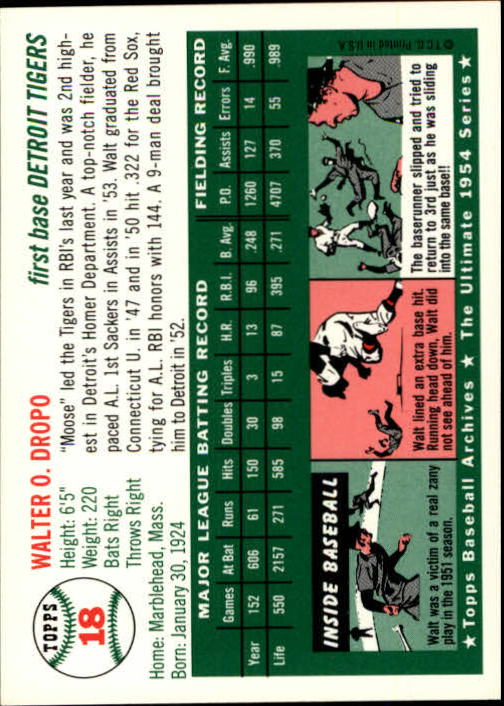 TOPPS
18
WALTER O. DROPO
first base DETROIT TIGERS
Height: 6'5"
Weight: 220
Bats Right
Throws Right
Home: Marblehead, Mass.
Born: January 30, 1924
"Moose" led the Tigers in RBI's last year and was 2nd high-
est in Detroit's Homer Department. A top-notch fielder, he
paced A.L. 1st Sackers in Assists in '53. Walt graduated from
Connecticut U. in '47 and in '50 hit .322 for the Red Sox,
tying for A.L. RBI honors with 144. A 9-man deal brought
him to Detroit in '52.
MAJOR LEAGUE BATTING RECORD FIELDING RECORD
Games At Bat Runs Hits Doubles Triples H.R. R.B.I. B. Avg. P.O. Assists Errors F. Avg.
Year 152 606 61 150 30 3 13 96 .248 1260 127 14 .990
Life 550 2157 271 585 98 15 87 395 .271 4707 370 55 .989
INSIDE BASEBALL
Walt was a victim of a real zany
play in the 1951 season.
Walt lined an extra base hit.
Running head down, Walt did
not see ahead of him.
The baserunner slipped and tried to
return to 3rd just as he was sliding
into the same base!!
© T.C.G. Printed in U.S.A.
★ Topps Baseball Archives ★ The Ultimate 1954 Series ★